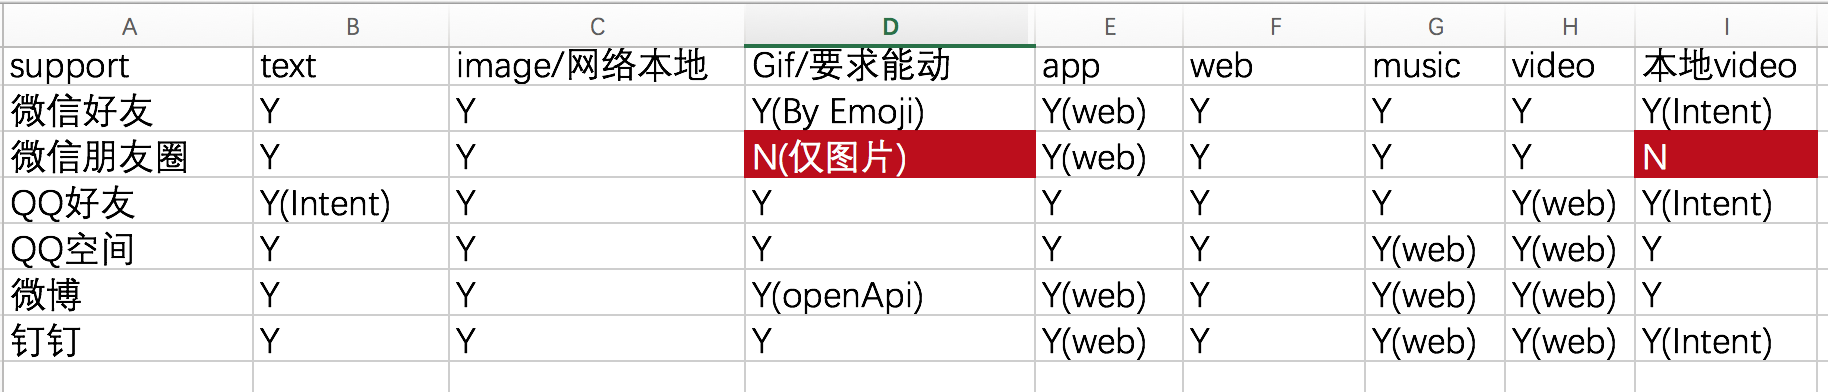 A B C D E F G H I
support text image/网络本地 Gif/要求能动 app web music video 本地video
微信好友 Y Y Y(By Emoji) Y(web) Y Y Y Y(Intent)
微信朋友圈 Y Y N(仅图片) Y(web) Y Y Y N
QQ好友 Y(Intent) Y Y Y Y Y Y(web) Y(Intent)
QQ空间 Y Y Y Y Y Y(web) Y(web) Y
微博 Y Y Y(openApi) Y(web) Y Y(web) Y(web) Y
钉钉 Y Y Y Y(web) Y Y(web) Y(web) Y(Intent)